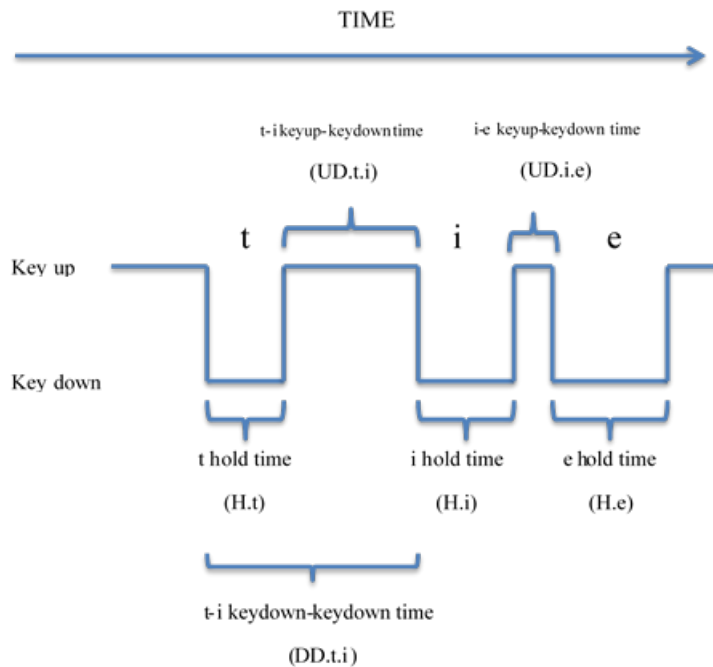 TIME
t-i keyup-keydown time
i-e keyup-keydown time
(UD.t.i)
(UD.i.e)
t
i
e
Key up
Key down
t hold time
i hold time
e hold time
(H.t)
(H.i)
(H.e)
t-i keydown-keydown time
(DD.t.i)